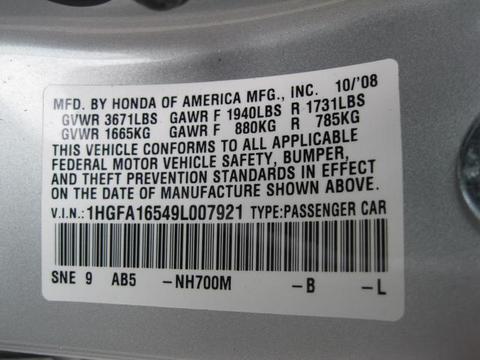 MFD. BY HONDA OF AMERICA MFG., INC. 10/'08
GVWR 3671LBS GAWR F 1940LBS R 1731LBS
GVWR 1665KG GAWR F 880KG R 785KG
THIS VEHICLE CONFORMS TO ALL APPLICABLE
FEDERAL MOTOR VEHICLE SAFETY, BUMPER,
AND THEFT PREVENTION STANDARDS IN EFFECT
ON THE DATE OF MANUFACTURE SHOWN ABOVE.
V.I.N.: 1HGFA16549L007921 TYPE:PASSENGER CAR
SNE 9 AB5 -NH700M -B -L